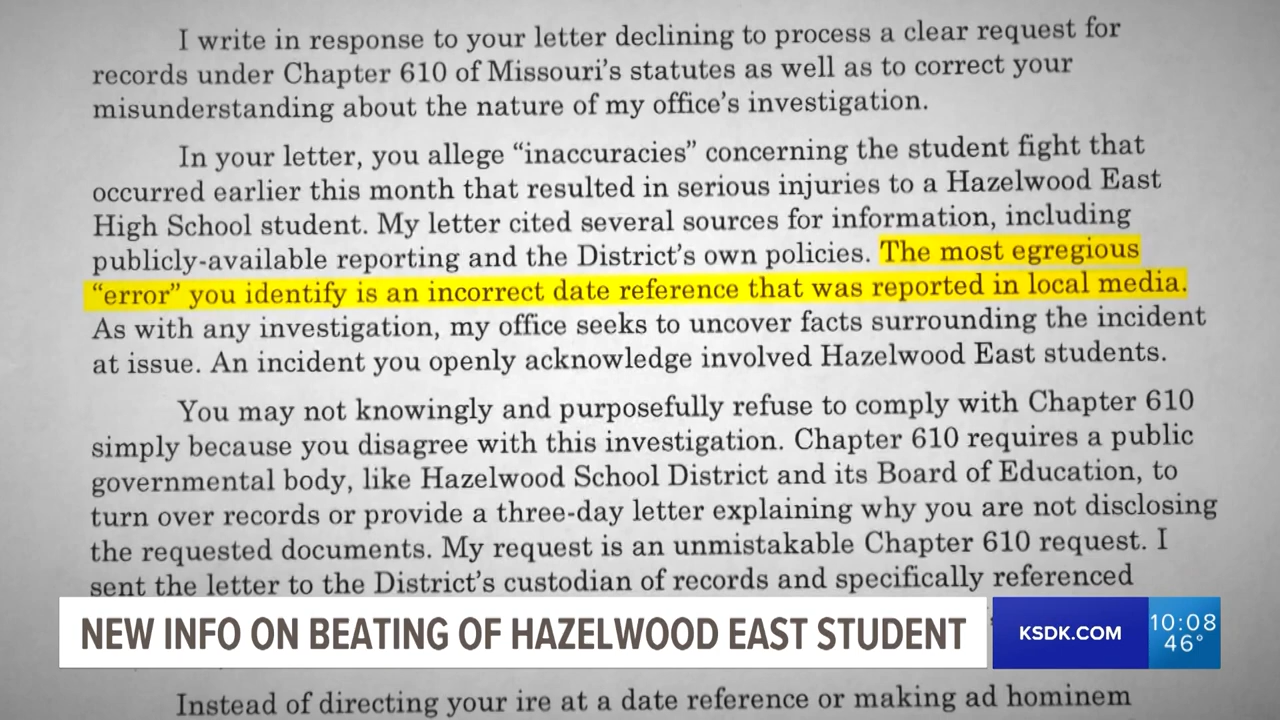 I write in response to your letter declining to process a clear request for
records under Chapter 610 of Missouri's statutes as well as to correct your
misunderstanding about the nature of my office's investigation.
In your letter, you allege “inaccuracies” concerning the student fight that
occurred earlier this month that resulted in serious injuries to a Hazelwood East
High School student. My letter cited several sources for information, including
publicly-available reporting and the District's own policies. The most egregious
“error” you identify is an incorrect date reference that was reported in local media.
As with any investigation, my office seeks to uncover facts surrounding the incident
at issue. An incident you openly acknowledge involved Hazelwood East students.
You may not knowingly and purposefully refuse to comply with Chapter 610
simply because you disagree with this investigation. Chapter 610 requires a public
governmental body, like Hazelwood School District and its Board of Education, to
turn over records or provide a three-day letter explaining why you are not disclosing
the requested documents. My request is an unmistakable Chapter 610 request. I
sent the letter to the District's custodian of records and specifically referenced
NEW INFO ON BEATING OF HAZELWOOD EAST STUDENT
KSDK.COM
10:08
46°
Instead of directing your ire at a date reference or making ad hominem